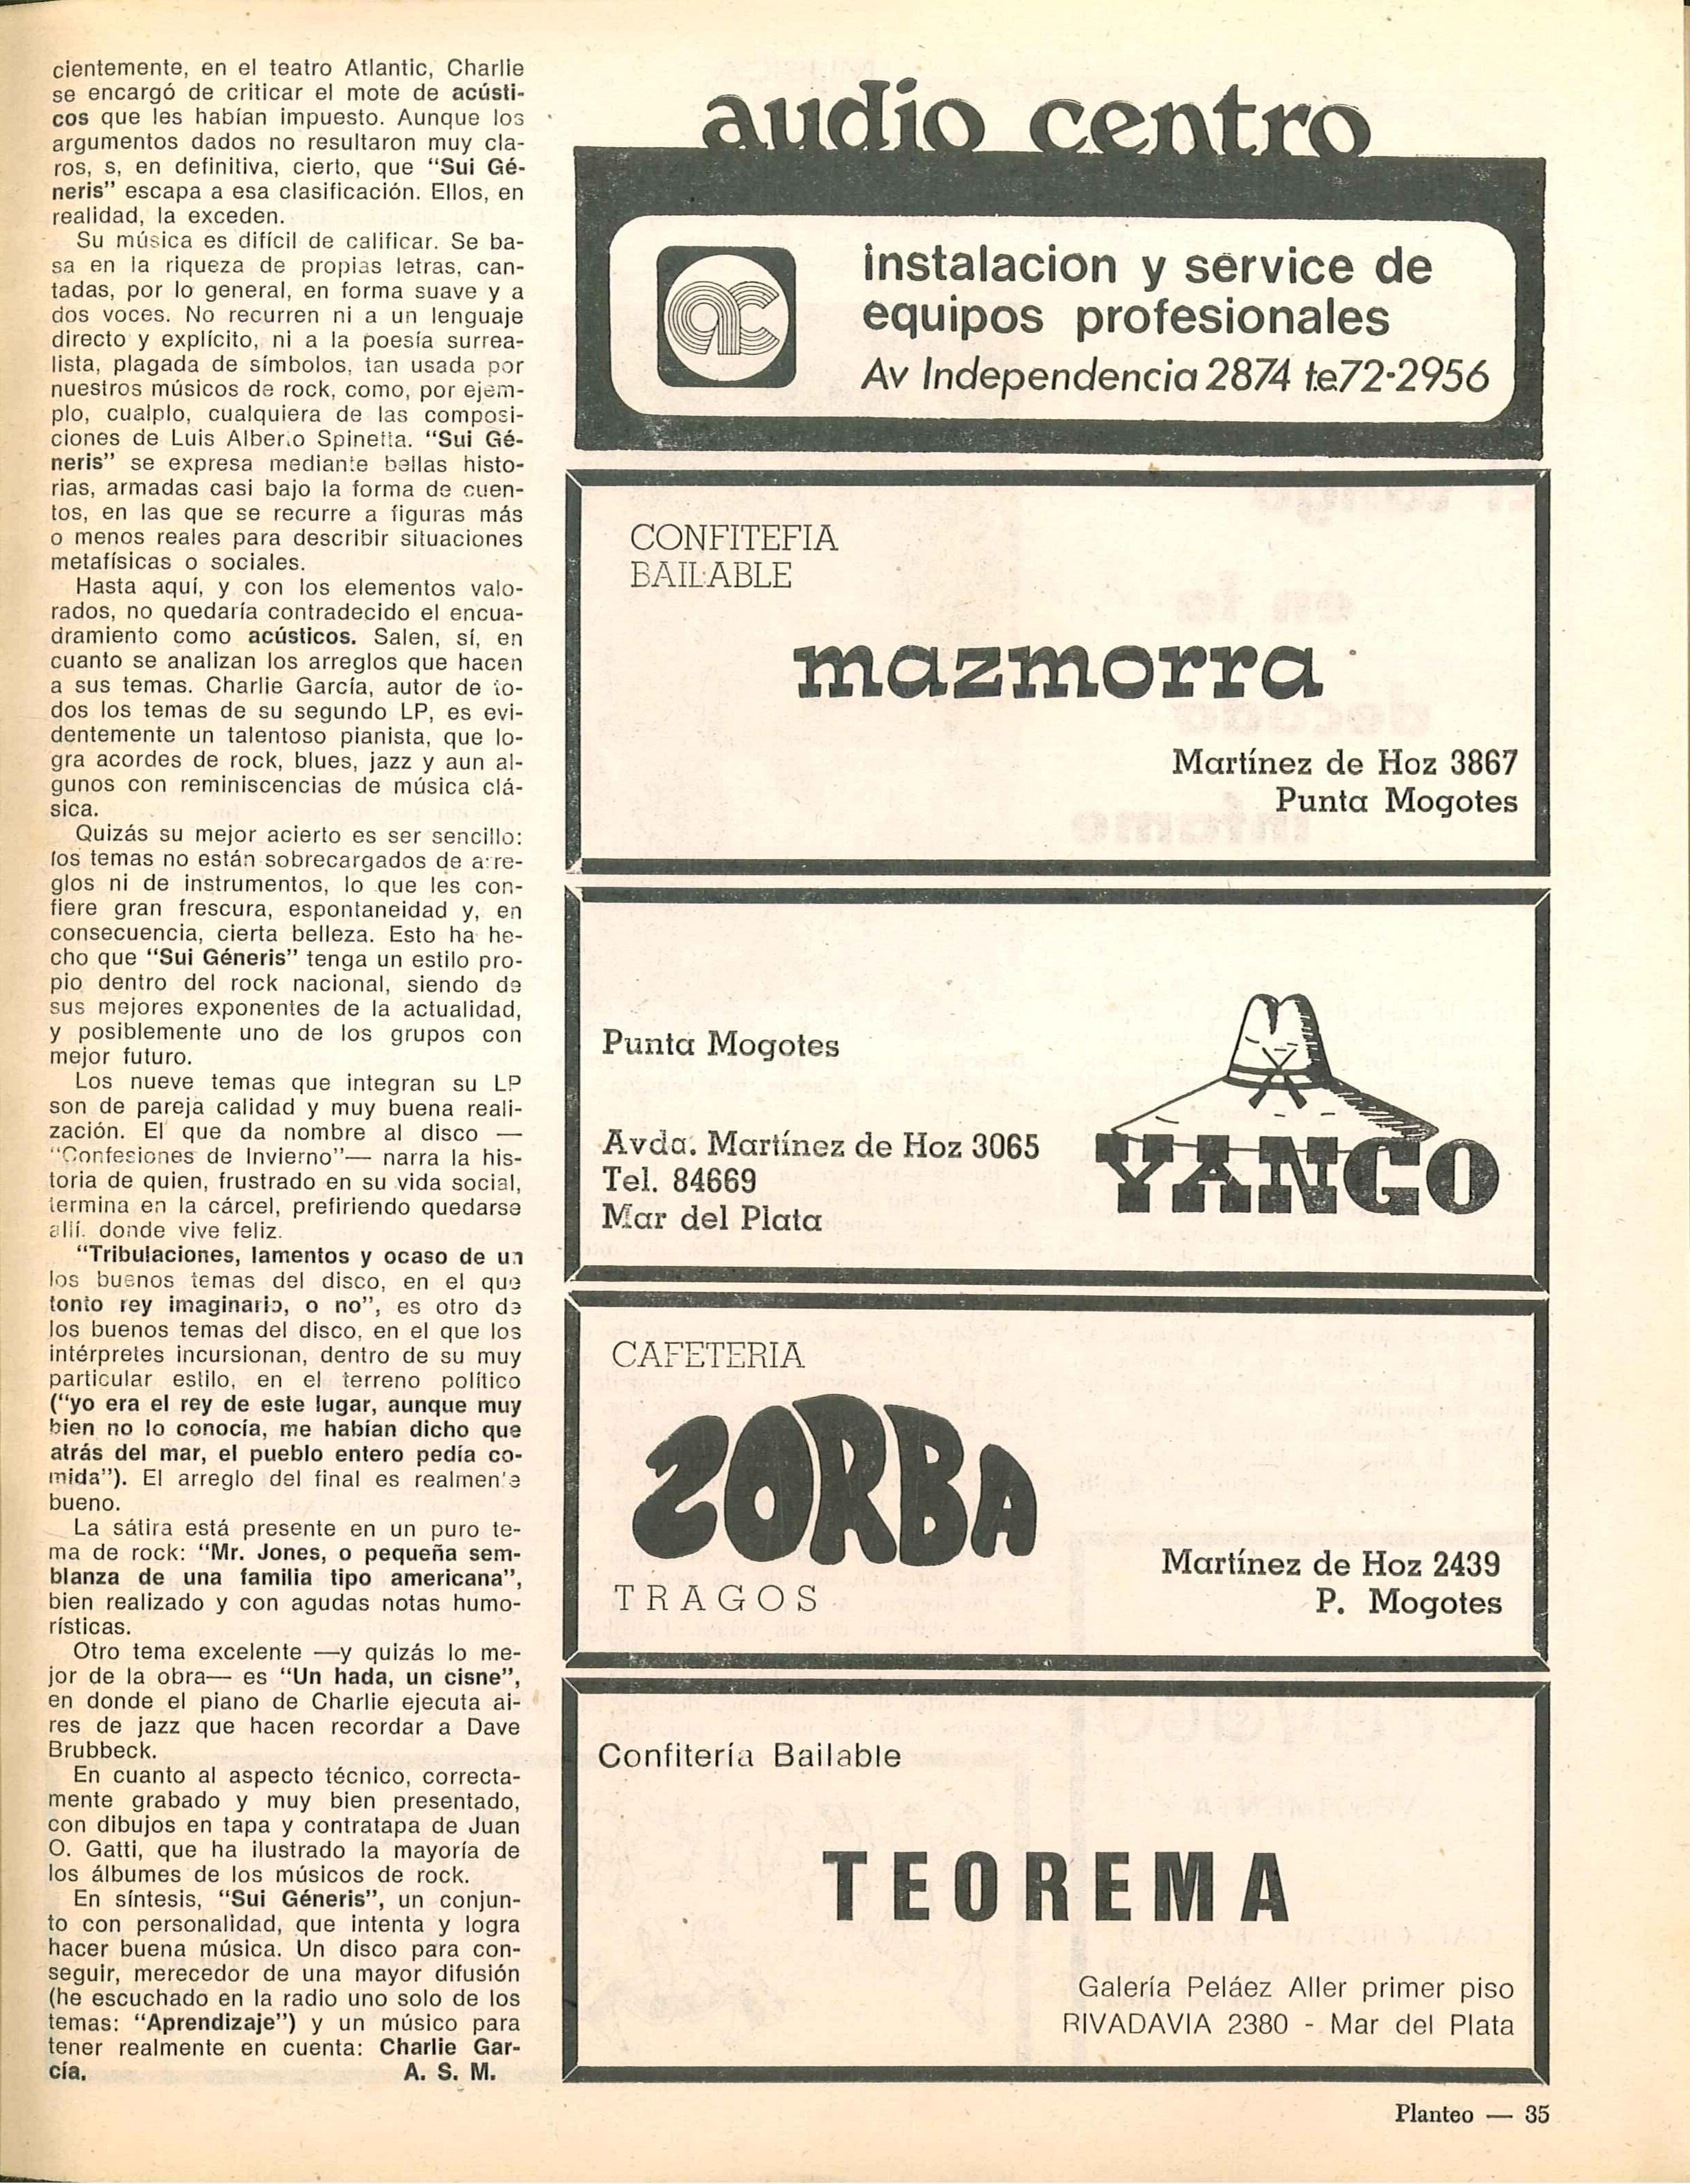 cientemente, en el teatro Atlantic, Charlie
se encargó de criticar el mote de acústi-
cos que les habían impuesto. Aunque los
argumentos dados no resultaron muy cla-
ros, s, en definitiva, cierto, que “Sui Gé-
neris” escapa a esa clasificación. Ellos, en
realidad, la exceden.
Su música es difícil de calificar. Se ba-
sa en la riqueza de propias letras, can-
tadas, por lo general, en forma suave y a
dos voces. No recurren ni a un lenguaje
directo y explícito, ni a la poesía surrea-
lista, plagada de símbolos, tan usada por
nuestros músicos de rock, como, por ejem-
plo, cualplo, cualquiera de las composi-
ciones de Luis Alberto Spinetta. “Sui Gé-
neris” se expresa mediante bellas histo-
rias, armadas casi bajo la forma de cuen-
tos, en las que se recurre a figuras más
o menos reales para describir situaciones
metafísicas o sociales.
Hasta aquí, y con los elementos valo-
rados, no quedaría contradecido el encua-
dramiento como acústicos. Salen, sí, en
cuanto se analizan los arreglos que hacen
a sus temas. Charlie García, autor de to-
dos los temas de su segundo LP, es evi-
dentemente un talentoso pianista, que lo-
gra acordes de rock, blues, jazz y aun al-
gunos con reminiscencias de música clá-
sica.
Quizás su mejor acierto es ser sencillo:
los temas no están sobrecargados de arre-
glos ni de instrumentos, lo que les con-
fiere gran frescura, espontaneidad y, en
consecuencia, cierta belleza. Esto ha he-
cho que “Sui Géneris” tenga un estilo pro-
pio dentro del rock nacional, siendo de
sus mejores exponentes de la actualidad,
y posiblemente uno de los grupos con
mejor futuro.
Los nueve temas que integran su LP
son de pareja calidad y muy buena reali-
zación. El que da nombre al disco —
“Confesiones de Invierno”— narra la his-
toria de quien, frustrado en su vida social,
termina en la cárcel, prefiriendo quedarse
allí. donde vive feliz.
“Tribulaciones, lamentos y ocaso de un
los buenos temas del disco, en el que
tonto rey imaginario, o no”, es otro de
los buenos temas del disco, en el que los
intérpretes incursionan, dentro de su muy
particular estilo, en el terreno político
(“yo era el rey de este lugar, aunque muy
bien no lo conocía, me habían dicho que
atrás del mar, el pueblo entero pedía co-
mida”). El arreglo del final es realmente
bueno.
La sátira está presente en un puro te-
ma de rock: “Mr. Jones, o pequeña sem-
blanza de una familia tipo americana”,
bien realizado y con agudas notas humo-
rísticas.
Otro tema excelente —y quizás lo me-
jor de la obra— es “Un hada, un cisne”,
en donde el piano de Charlie ejecuta ai-
res de jazz que hacen recordar a Dave
Brubbeck.
En cuanto al aspecto técnico, correcta-
mente grabado y muy bien presentado,
con dibujos en tapa y contratapa de Juan
O. Gatti, que ha ilustrado la mayoría de
los álbumes de los músicos de rock.
En síntesis, “Sui Géneris”, un conjun-
to con personalidad, que intenta y logra
hacer buena música. Un disco para con-
seguir, merecedor de una mayor difusión
(he escuchado en la radio uno solo de los
temas: “Aprendizaje”) y un músico para
tener realmente en cuenta: Charlie Gar-
cía. A. S. M.
audio centro
ac
instalacion y service de
equipos profesionales
Av Independencia 2874 t.e.72-2956
CONFITEFIA
BAILABLE
mazmorra
Martínez de Hoz 3867
Punta Mogotes
Punta Mogotes
Avda. Martínez de Hoz 3065
Tel. 84669
Mar del Plata
YANGO
CAFETERIA
ZORBA
TRAGOS
Martínez de Hoz 2439
P. Mogotes
Confitería Bailable
TEOREMA
Galería Peláez Aller primer piso
RIVADAVIA 2380 - Mar del Plata
Planteo — 35